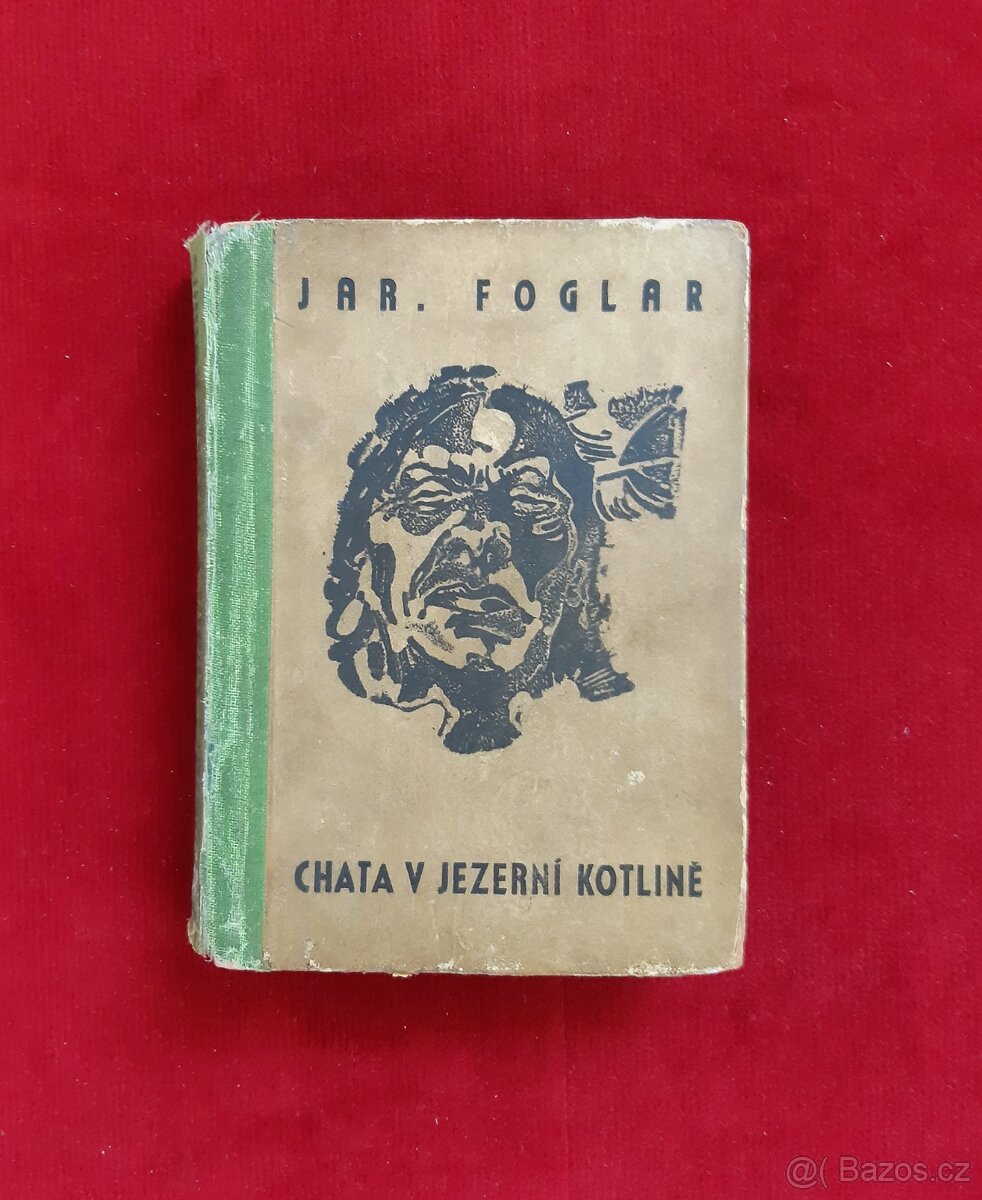 JAR. FOGLAR
CHATA V JEZERNÍ KOTLINĚ
@( Bazos.cz